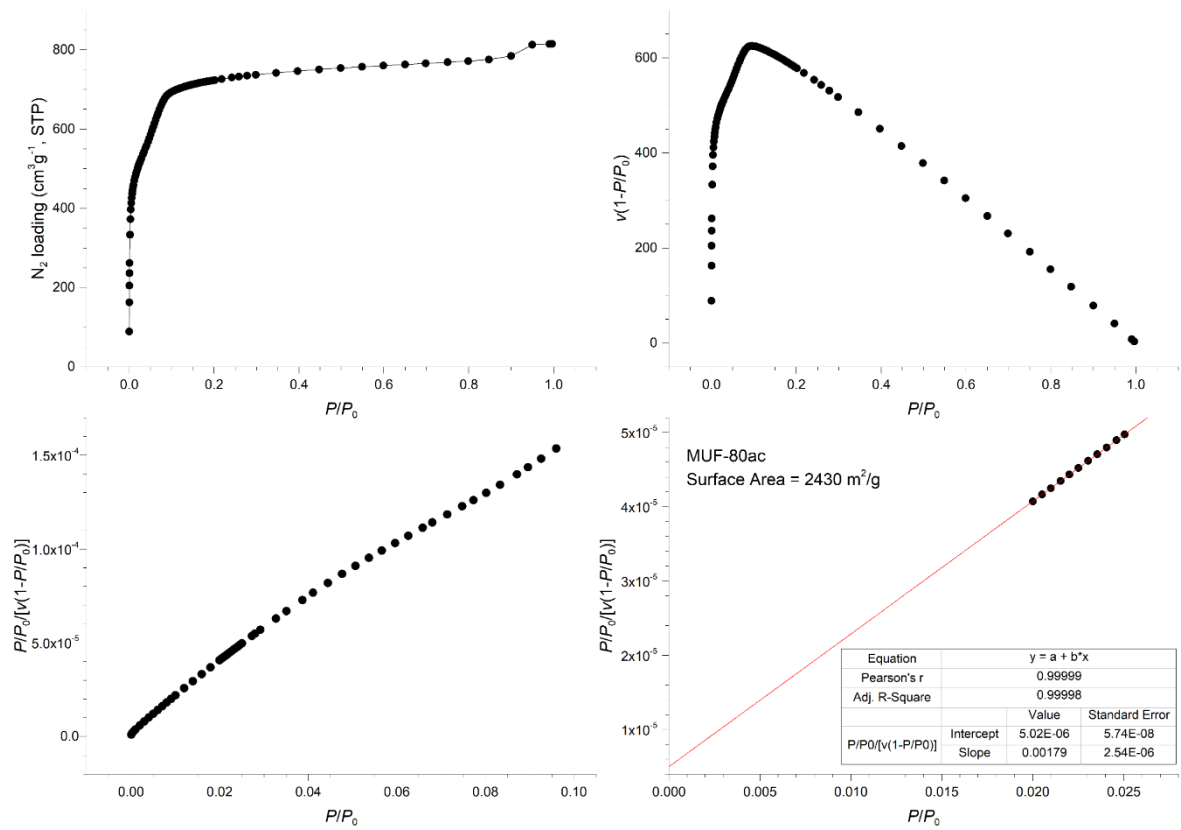 800
600
400
200
0
N₂ loading (cm³g⁻¹, STP)
0.0 0.2 0.4 0.6 0.8 1.0
P/P₀
600
400
200
0
v(1-P/P₀)
0.0 0.2 0.4 0.6 0.8 1.0
P/P₀
1.5x10⁻⁴
1.0x10⁻⁴
5.0x10⁻⁵
0.0
P/P₀/[v(1-P/P₀)]
0.00 0.02 0.04 0.06 0.08 0.10
P/P₀
5x10⁻⁵
4x10⁻⁵
3x10⁻⁵
2x10⁻⁵
1x10⁻⁵
P/P₀/[v(1-P/P₀)]
MUF-80ac
Surface Area = 2430 m²/g
Equation y = a + b*x
Pearson's r 0.99999
Adj. R-Square 0.99998
Value Standard Error
P/P0/[v(1-P/P0)] Intercept 5.02E-06 5.74E-08
Slope 0.00179 2.54E-06
0.000 0.005 0.010 0.015 0.020 0.025
P/P₀